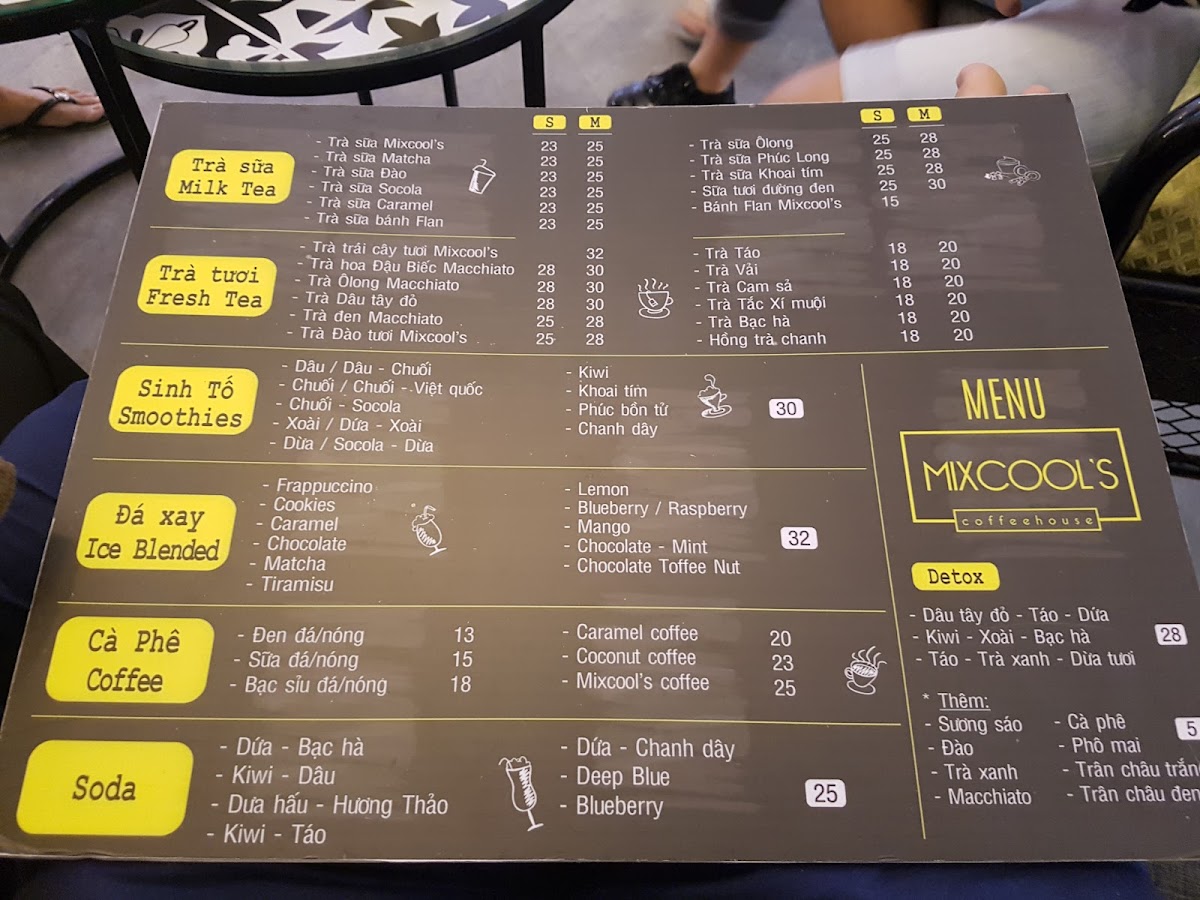 S M S M
Trà sữa
Milk Tea
- Trà sữa Mixcool's 23 25
- Trà sữa Matcha 23 25
- Trà sữa Đào 23 25
- Trà sữa Socola 23 25
- Trà sữa Caramel 23 25
- Trà sữa bánh Flan 23 25
- Trà sữa Ôlong 25 28
- Trà sữa Phúc Long 25 28
- Trà sữa Khoai tím 25 28
- Sữa tươi đường đen 25 30
- Bánh Flan Mixcool's 15
Trà tươi
Fresh Tea
- Trà trái cây tươi Mixcool's 32
- Trà hoa Đậu Biếc Macchiato 28 30
- Trà Ôlong Macchiato 28 30
- Trà Dâu tây đỏ 28 30
- Trà đen Macchiato 25 28
- Trà Đào tươi Mixcool's 25 28
- Trà Táo 18 20
- Trà Vải 18 20
- Trà Cam sả 18 20
- Trà Tắc Xí muội 18 20
- Trà Bạc hà 18 20
- Hồng trà chanh 18 20
Sinh Tố
Smoothies
- Dâu / Dâu - Chuối
- Chuối / Chuối - Việt quốc
- Chuối - Socola
- Xoài / Dứa - Xoài
- Dừa / Socola - Dừa
- Kiwi
- Khoai tím
- Phúc bồn tử
- Chanh dây
30
Đá xay
Ice Blended
- Frappuccino
- Cookies
- Caramel
- Chocolate
- Matcha
- Tiramisu
- Lemon
- Blueberry / Raspberry
- Mango
- Chocolate - Mint
- Chocolate Toffee Nut
32
Cà Phê
Coffee
- Đen đá/nóng 13
- Sữa đá/nóng 15
- Bạc sỉu đá/nóng 18
- Caramel coffee 20
- Coconut coffee 23
- Mixcool's coffee 25
Soda
- Dứa - Bạc hà
- Kiwi - Dâu
- Dưa hấu - Hương Thảo
- Kiwi - Táo
- Dứa - Chanh dây
- Deep Blue
- Blueberry
25
MENU
MIXCOOL'S
coffeehouse
Detox
- Dâu tây đỏ - Táo - Dứa
- Kiwi - Xoài - Bạc hà
- Táo - Trà xanh - Dừa tươi
28
* Thêm:
- Sương sáo
- Đào
- Trà xanh
- Macchiato
- Cà phê
- Phô mai
- Trân châu trắng
- Trân châu đen
5